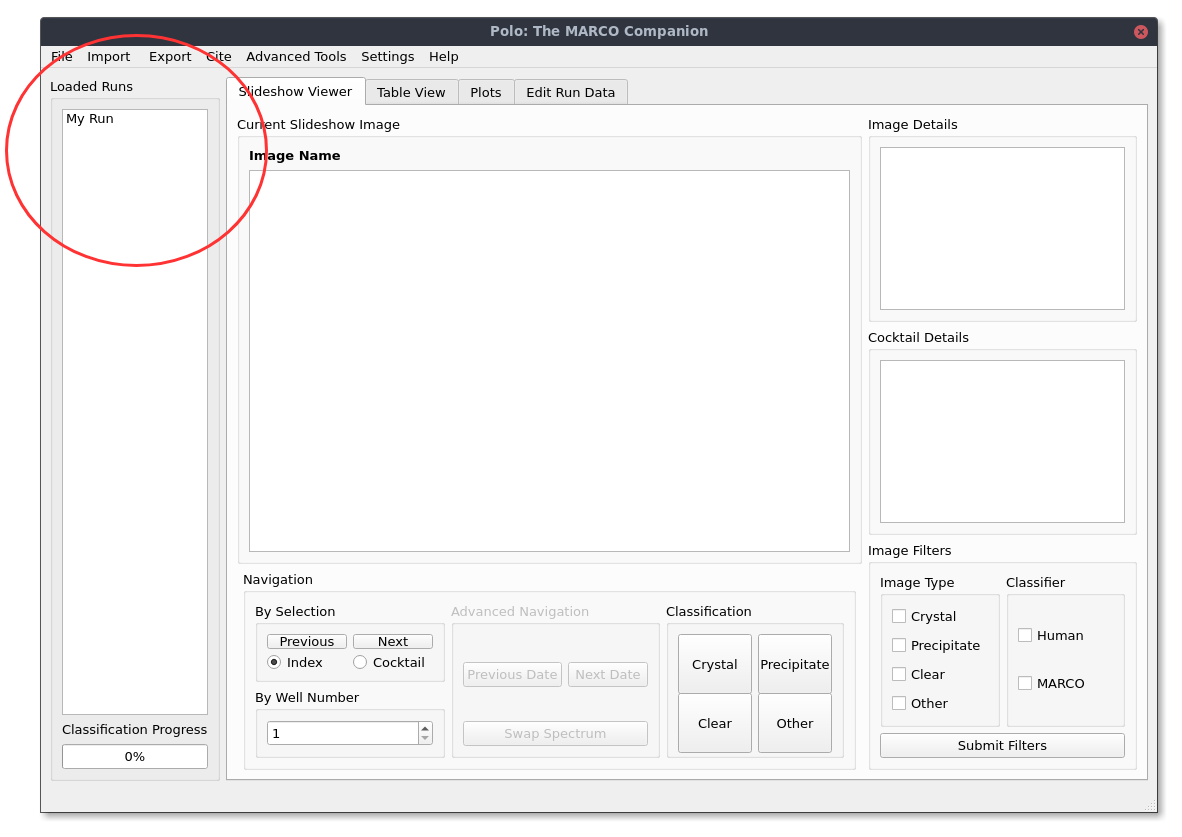 Polo: The MARCO Companion
File Import Export Cite Advanced Tools Settings Help
Loaded Runs
My Run
Classification Progress
0%
Slideshow Viewer Table View Plots Edit Run Data
Current Slideshow Image
Image Name
Navigation
By Selection
Previous Next
Index Cocktail
By Well Number
1
Advanced Navigation
Previous Date Next Date
Swap Spectrum
Classification
Crystal Precipitate
Clear Other
Image Details
Cocktail Details
Image Filters
Image Type
Crystal
Precipitate
Clear
Other
Classifier
Human
MARCO
Submit Filters